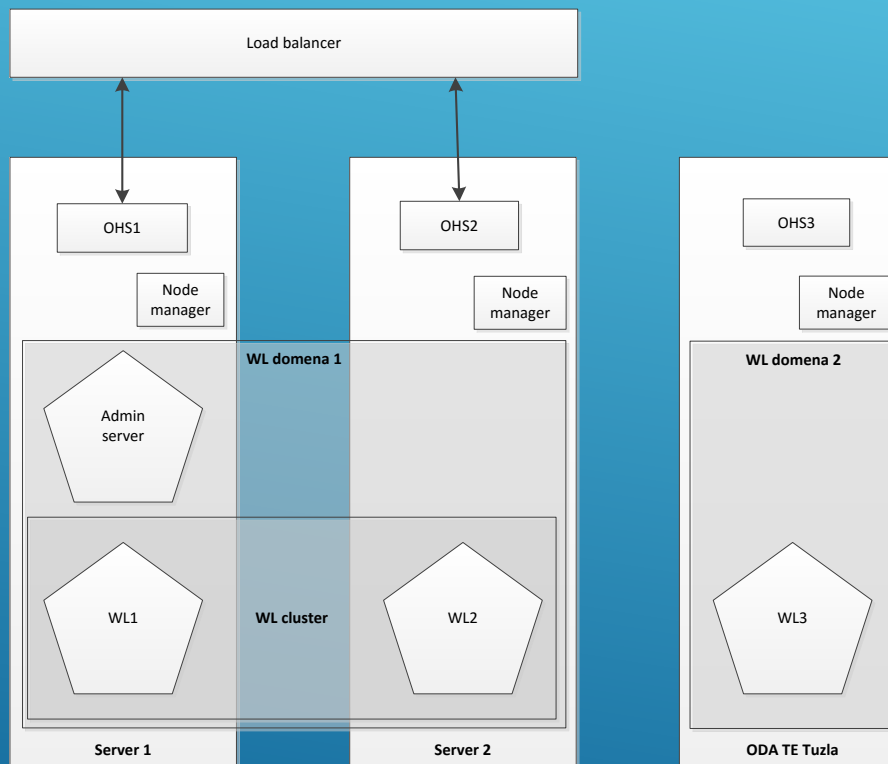 Load balancer
OHS1
OHS2
OHS3
Node
manager
Node
manager
Node
manager
WL domena 1
WL domena 2
Admin
server
WL1
WL cluster
WL2
WL3
Server 1
Server 2
ODA TE Tuzla